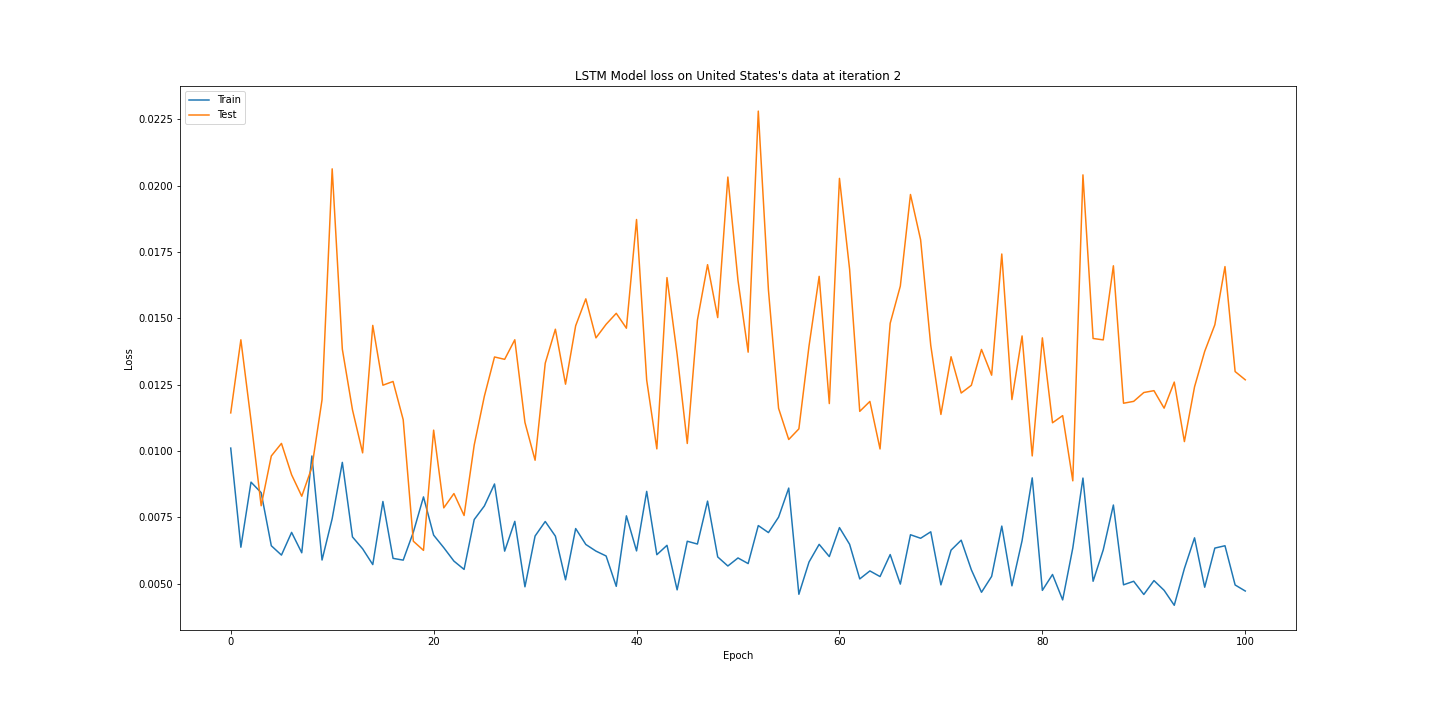 LSTM Model loss on United States's data at iteration 2
Train
Test
0.0225
0.0200
0.0175
0.0150
0.0125
0.0100
0.0075
0.0050
Loss
0 20 40 60 80 100
Epoch